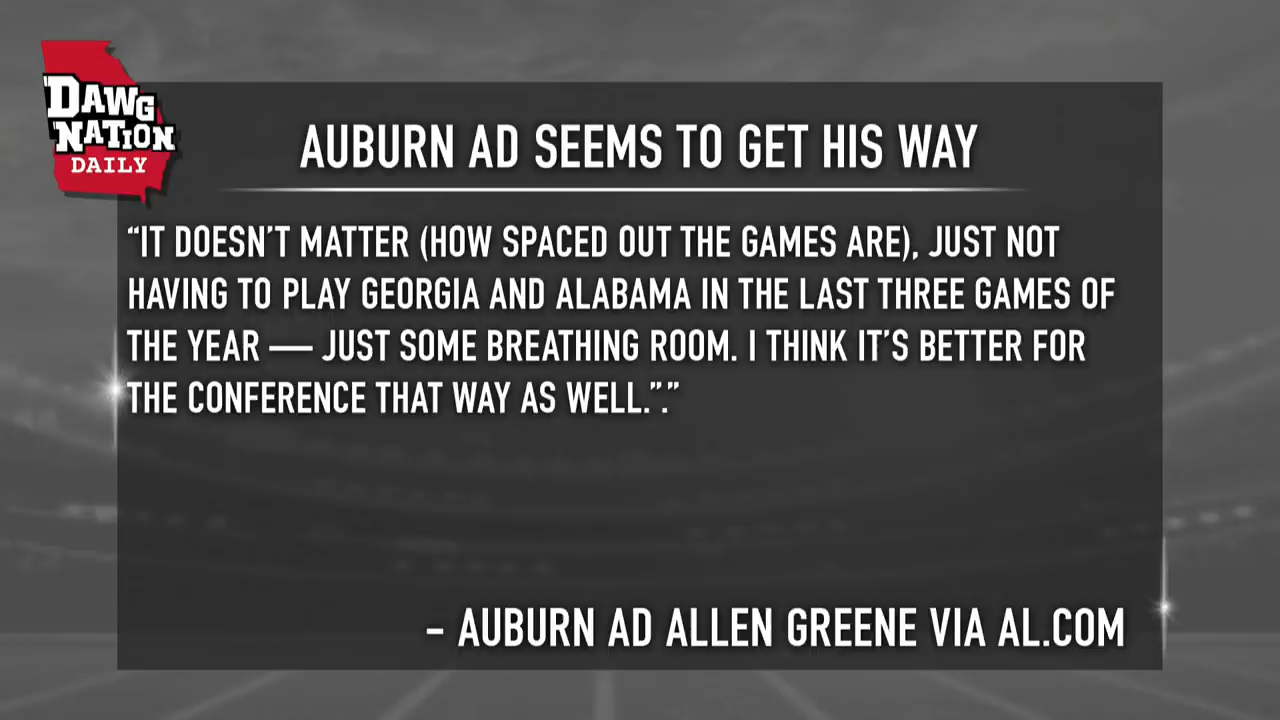 DAWG
NATION
DAILY
AUBURN AD SEEMS TO GET HIS WAY
“IT DOESN’T MATTER (HOW SPACED OUT THE GAMES ARE), JUST NOT
HAVING TO PLAY GEORGIA AND ALABAMA IN THE LAST THREE GAMES OF
THE YEAR — JUST SOME BREATHING ROOM. I THINK IT’S BETTER FOR
THE CONFERENCE THAT WAY AS WELL.”.”
- AUBURN AD ALLEN GREENE VIA AL.COM